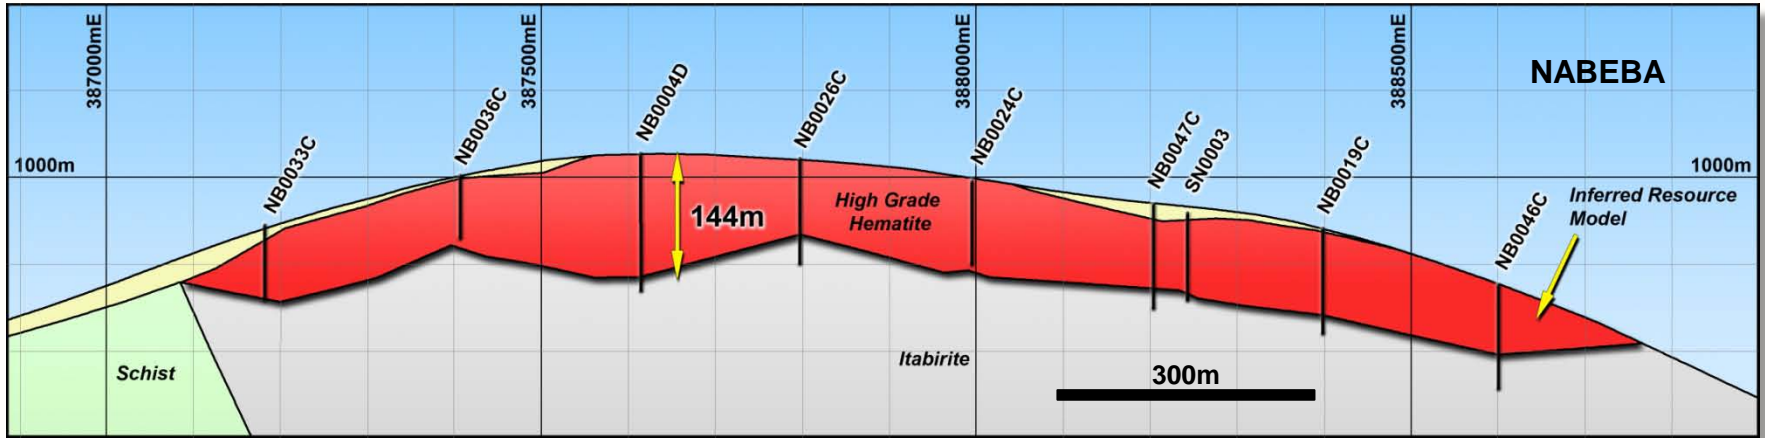 387000mE
387500mE
388000mE
388500mE
NABEBA
1000m
1000m
NB0033C
NB0036C
NB0004D
NB0026C
NB0024C
NB0047C
SN0003
NB0019C
NB0046C
144m
High Grade
Hematite
Inferred Resource
Model
Schist
Itabirite
300m